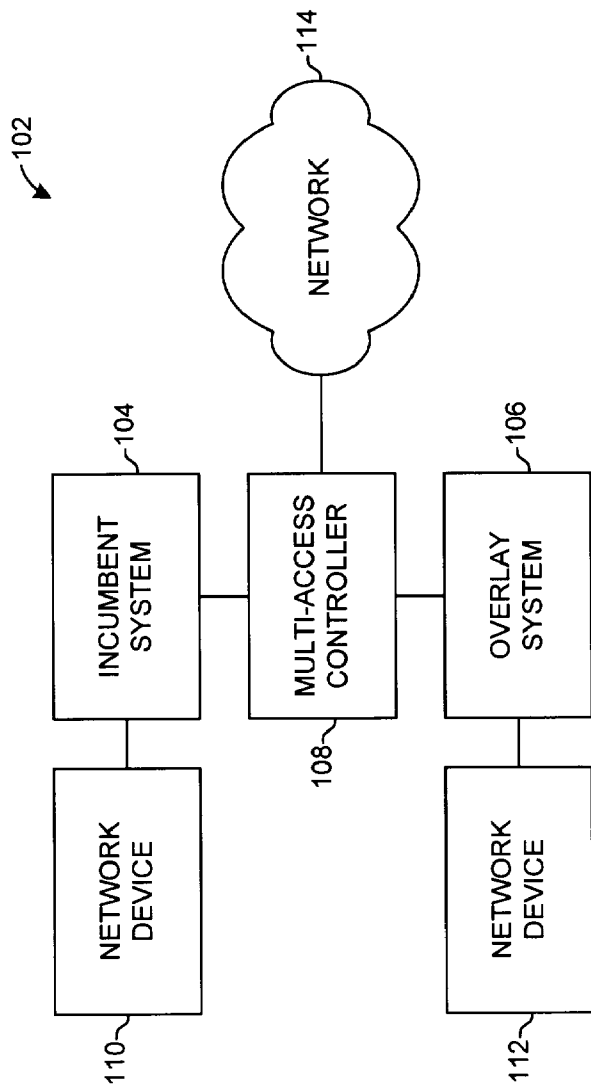 102
110
NETWORK
DEVICE
INCUMBENT
SYSTEM
104
108
MULTI-ACCESS
CONTROLLER
NETWORK
114
112
NETWORK
DEVICE
OVERLAY
SYSTEM
106